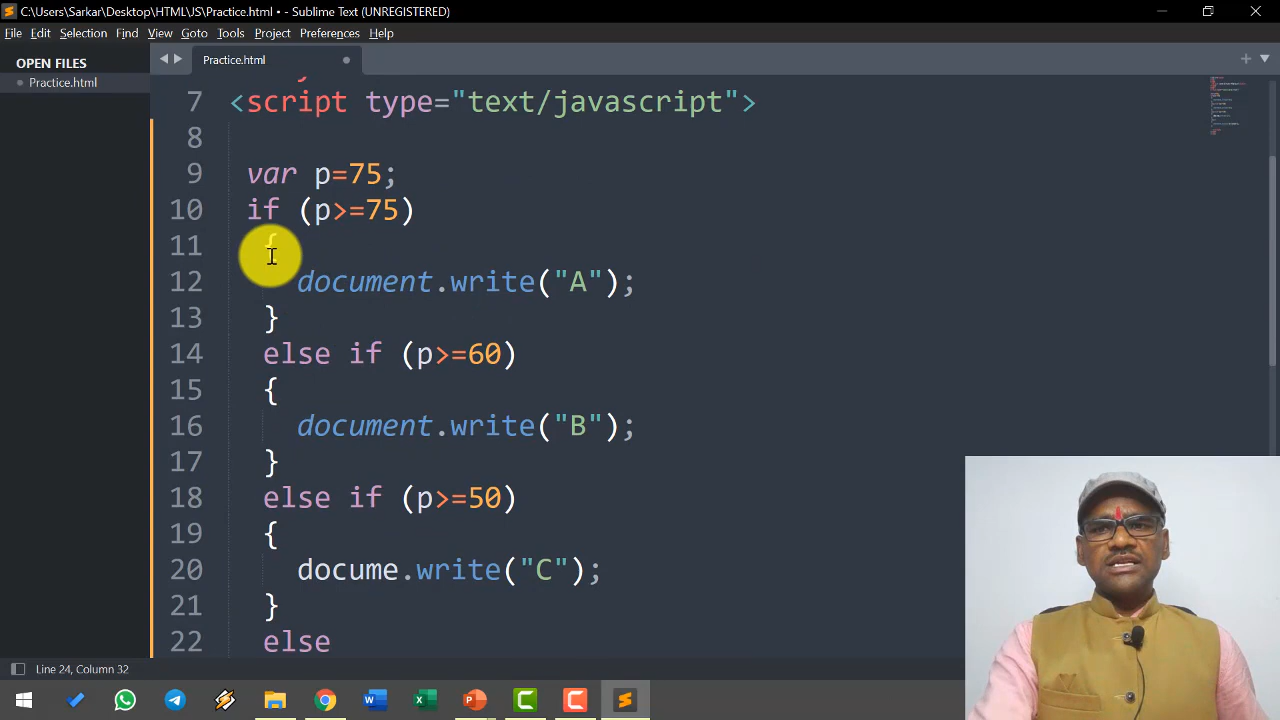 C:\Users\Sarkar\Desktop\HTML\JS\Practice.html • - Sublime Text (UNREGISTERED)
File Edit Selection Find View Goto Tools Project Preferences Help
OPEN FILES
Practice.html
Practice.html
7 <script type="text/javascript">
8
9 var p=75;
10 if (p>=75)
11 {
12 document.write("A");
13 }
14 else if (p>=60)
15 {
16 document.write("B");
17 }
18 else if (p>=50)
19 {
20 docume.write("C");
21 }
22 else
Line 24, Column 32